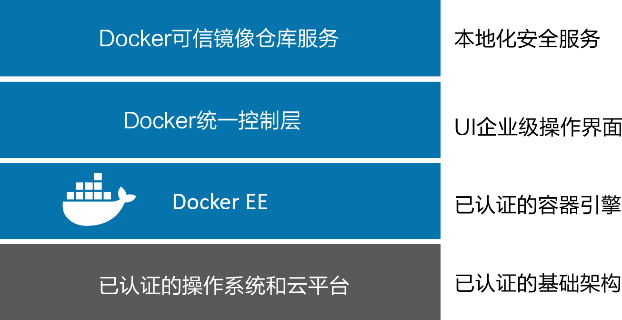 Docker可信镜像仓库服务
本地化安全服务
Docker统一控制层
UI企业级操作界面
Docker EE
已认证的容器引擎
已认证的操作系统和云平台
已认证的基础架构